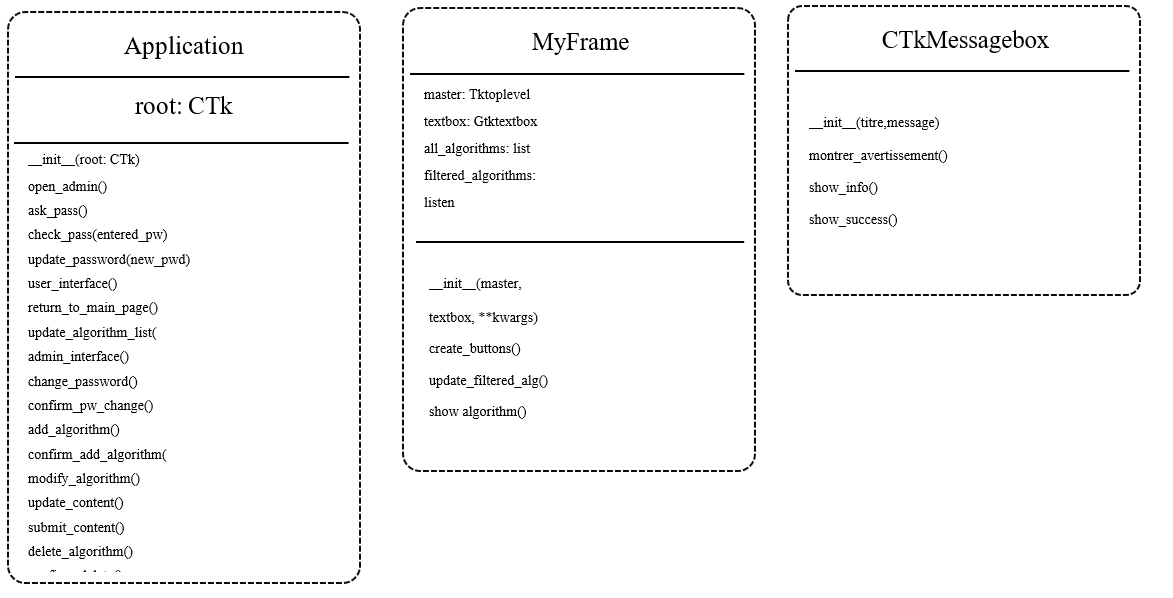 Application
root: CTk
__init__(root: CTk)
open_admin()
ask_pass()
check_pass(entered_pw)
update_password(new_pwd)
user_interface()
return_to_main_page()
update_algorithm_list(
admin_interface()
change_password()
confirm_pw_change()
add_algorithm()
confirm_add_algorithm(
modify_algorithm()
update_content()
submit_content()
delete_algorithm()
MyFrame
master: Tktoplevel
textbox: Gtktextbox
all_algorithms: list
filtered_algorithms:
listen
__init__(master,
textbox, **kwargs)
create_buttons()
update_filtered_alg()
show algorithm()
CTkMessagebox
__init__(titre,message)
montrer_avertissement()
show_info()
show_success()